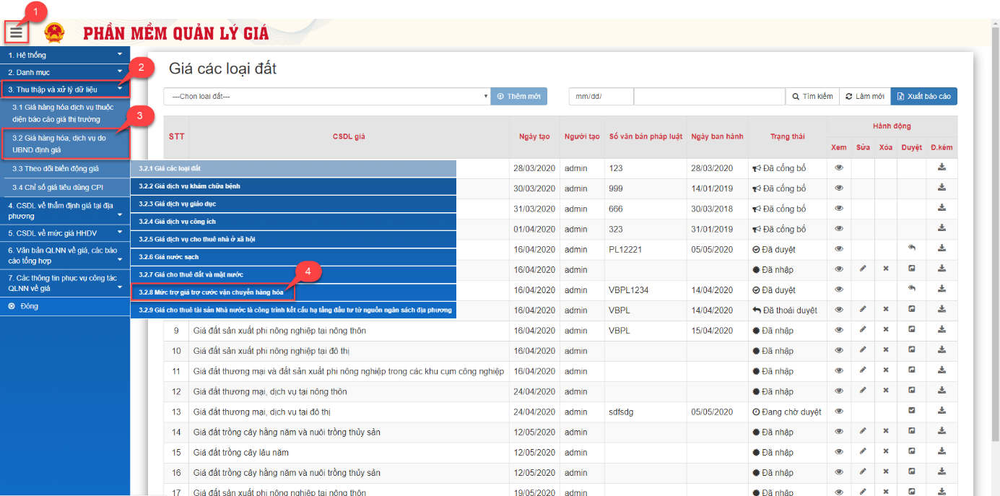 1
PHẦN MỀM QUẢN LÝ GIÁ
1. Hệ thống
2. Danh mục
2
3. Thu thập và xử lý dữ liệu
3.1 Giá hàng hóa dịch vụ thuộc
diện báo cáo giá thị trường
3
3.2 Giá hàng hóa, dịch vụ do
UBND định giá
3.3 Theo dõi biến động giá
3.4 Chỉ số giá tiêu dùng CPI
4. CSDL về thẩm định giá tại địa
phương
5. CSDL về mức giá HHDV
6. Văn bản QLNN về giá, các báo
cáo tổng hợp
7. Các thông tin phục vụ công tác
QLNN về giá
Đóng
3.2.1 Giá các loại đất
3.2.2 Giá dịch vụ khám chữa bệnh
3.2.3 Giá dịch vụ giáo dục
3.2.4 Giá dịch vụ công ích
3.2.5 Giá dịch vụ cho thuê nhà ở xã hội
3.2.6 Giá nước sạch
3.2.7 Giá cho thuê đất và mặt nước
4
3.2.8 Mức trợ giá trợ cước vận chuyển hàng hóa
3.2.9 Giá cho thuê tài sản Nhà nước là công trình kết cấu hạ tầng đầu tư từ nguồn ngân sách địa phương
Giá các loại đất
---Chọn loại đất--- Thêm mới mm/dd/ Tìm kiếm Làm mới Xuất báo cáo
STT CSDL giá Ngày tạo Người tạo Số văn bản pháp luật Ngày ban hành Trạng thái Hành động
Xem Sửa Xóa Duyệt Đ.kèm
28/03/2020 admin 123 28/03/2020 Đã công bố
30/03/2020 admin 999 14/01/2019 Đã công bố
31/03/2020 admin 666 30/03/2018 Đã công bố
01/04/2020 admin 323 31/01/2019 Đã công bố
16/04/2020 admin PL12221 05/05/2020 Đã duyệt
16/04/2020 admin Đã nhập
16/04/2020 admin VBPL1234 14/04/2020 Đã duyệt
16/04/2020 admin VBPL 14/04/2020 Đã thoái duyệt
9 Giá đất sản xuất phi nông nghiệp tại nông thôn 16/04/2020 admin VBPL 15/04/2020 Đã nhập
10 Giá đất sản xuất phi nông nghiệp tại đô thị 16/04/2020 admin Đã nhập
11 Giá đất thương mại và đất sản xuất phi nông nghiệp trong các khu cụm công nghiệp 16/04/2020 admin Đã nhập
12 Giá đất thương mại, dịch vụ tại nông thôn 24/04/2020 admin Đã nhập
13 Giá đất thương mại, dịch vụ tại đô thị 24/04/2020 admin sdfsdg 05/05/2020 Đang chờ duyệt
14 Giá đất trồng cây hằng năm và nuôi trồng thủy sản 12/05/2020 admin Đã nhập
15 Giá đất trồng cây lâu năm 12/05/2020 admin Đã nhập
16 Giá đất trồng cây hằng năm và nuôi trồng thủy sản 12/05/2020 admin Đã nhập
17 Giá đất sản xuất phi nông nghiệp tại nông thôn 19/05/2020 admin Đã nhập